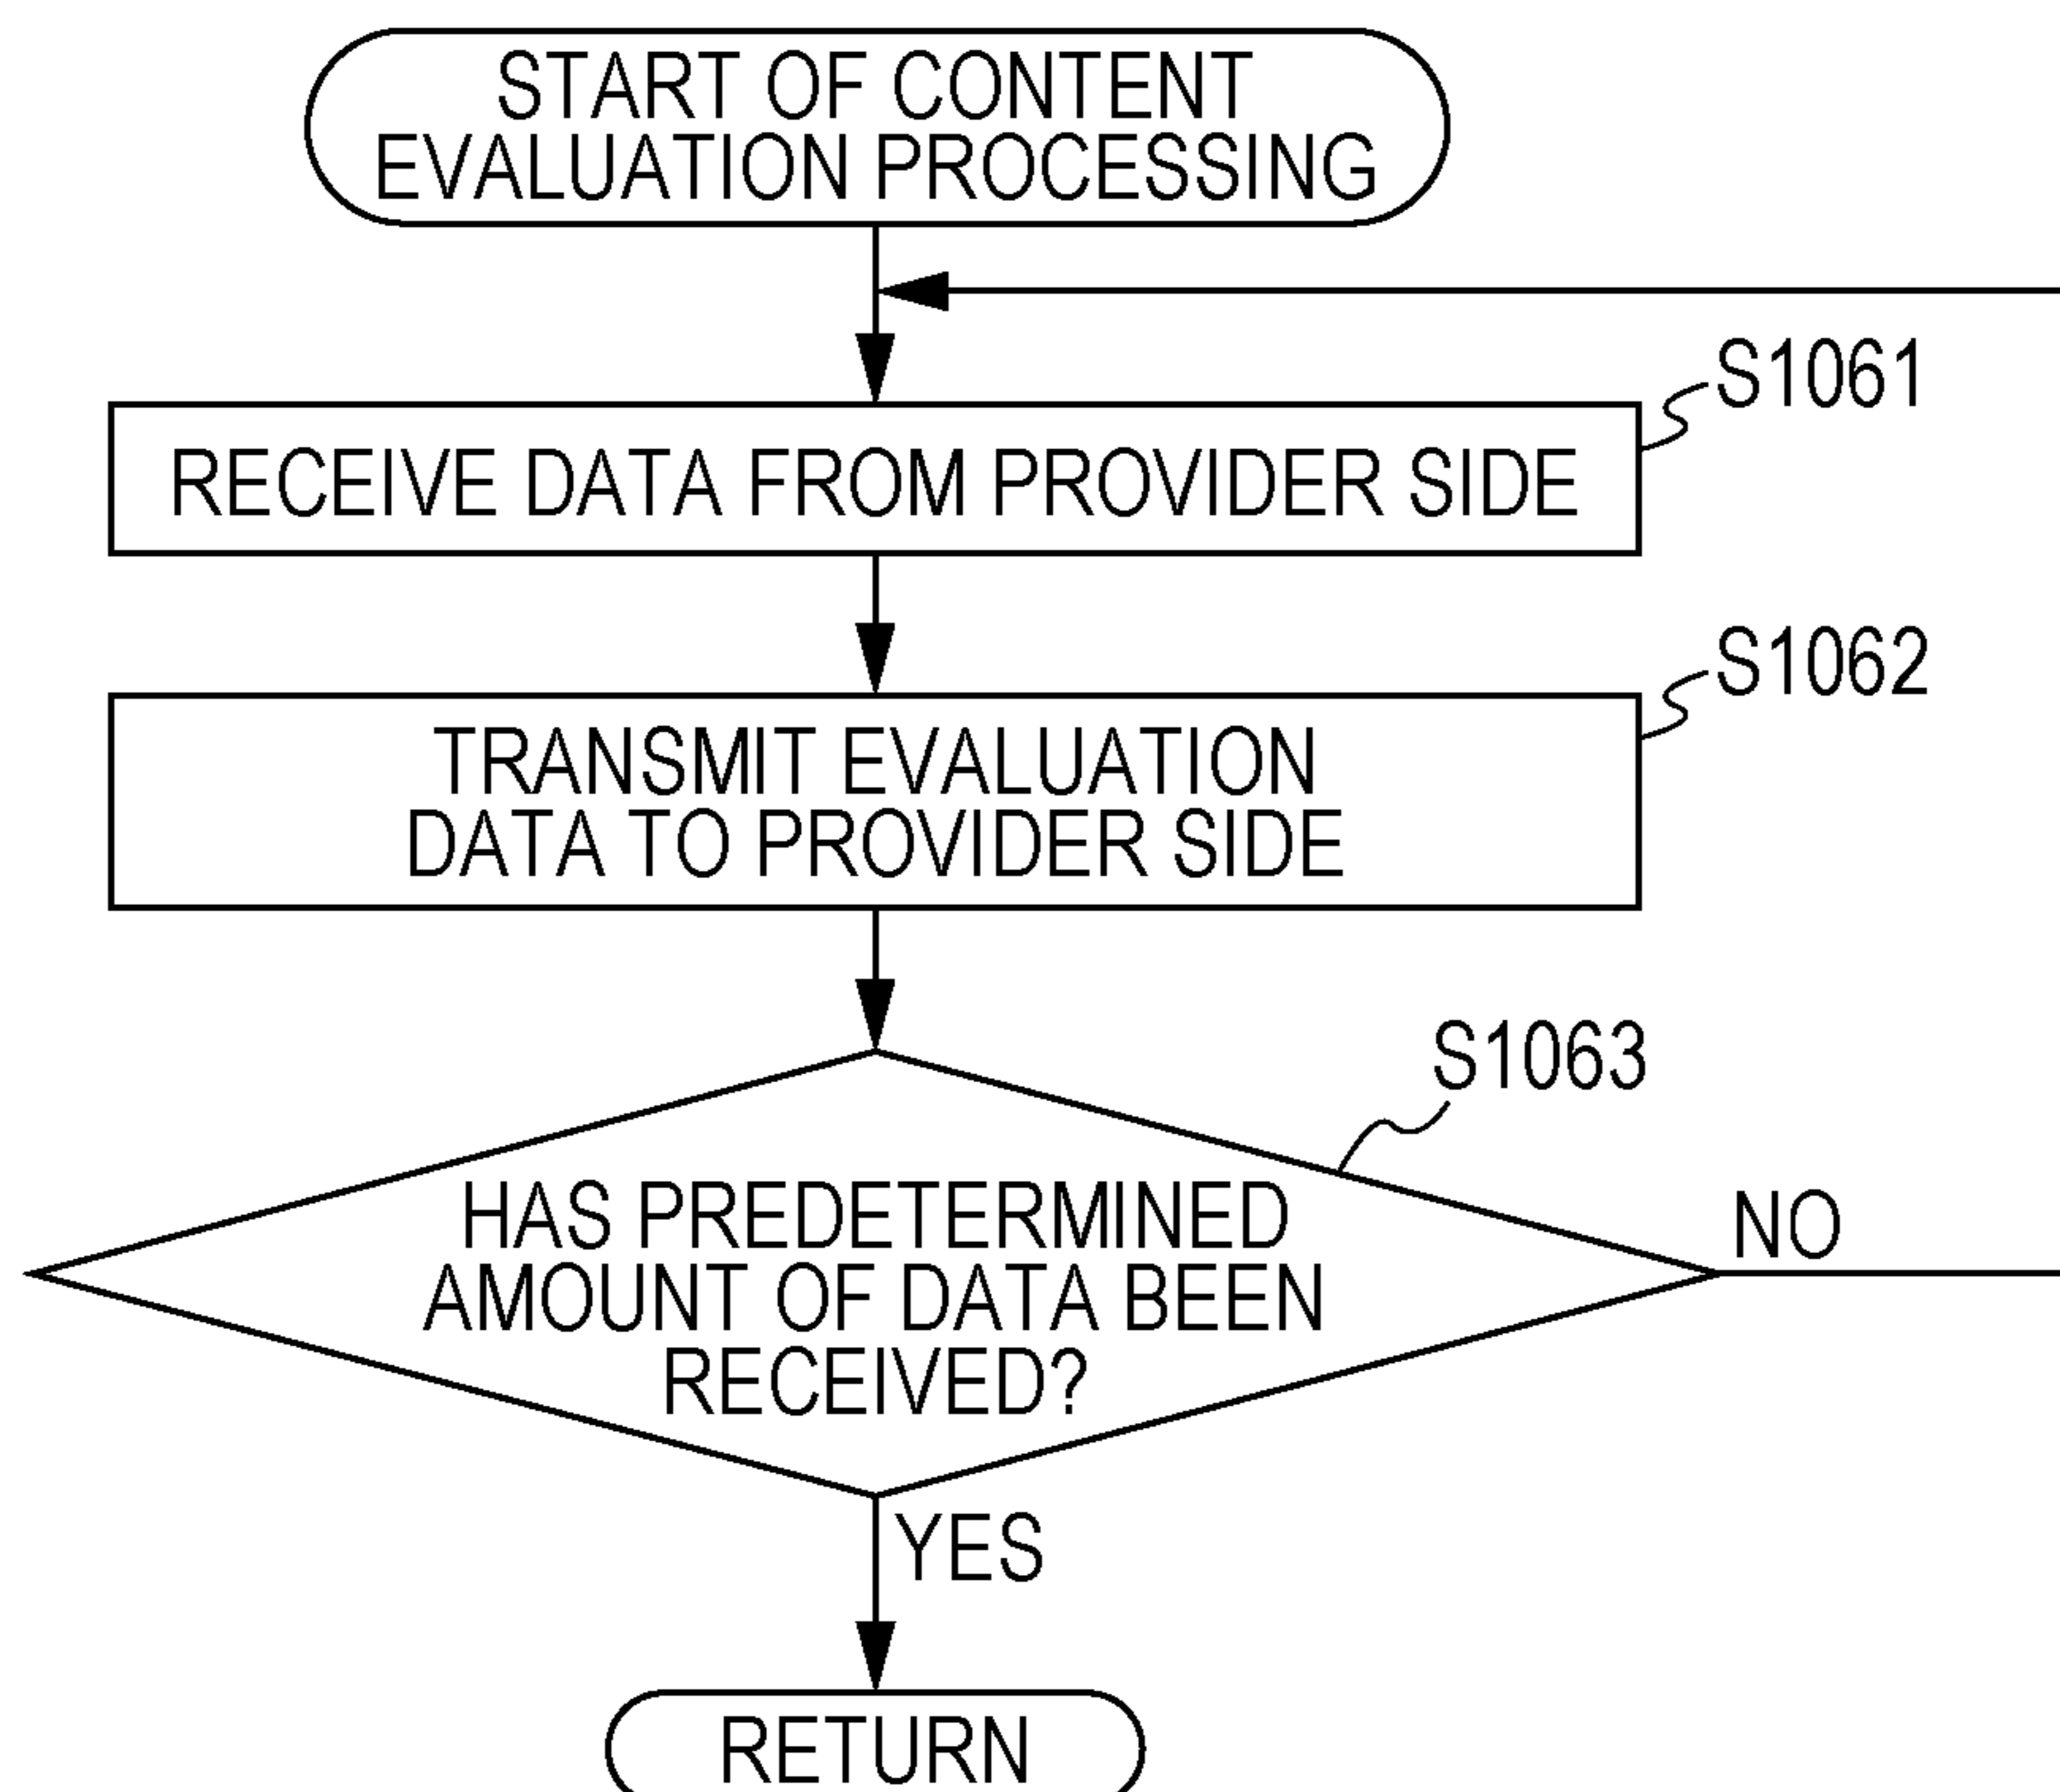 START OF CONTENT
EVALUATION PROCESSING
S1061
RECEIVE DATA FROM PROVIDER SIDE
S1062
TRANSMIT EVALUATION
DATA TO PROVIDER SIDE
S1063
HAS PREDETERMINED
AMOUNT OF DATA BEEN
RECEIVED?
NO
YES
RETURN